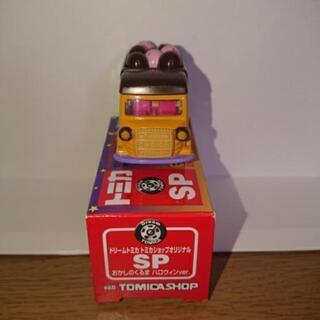 トミカ
SP
Dream
TOMICA
ドリームトミカ トミカショップオリジナル
SP
おかしのくるま ハロウィンver.
TOMICASHOP